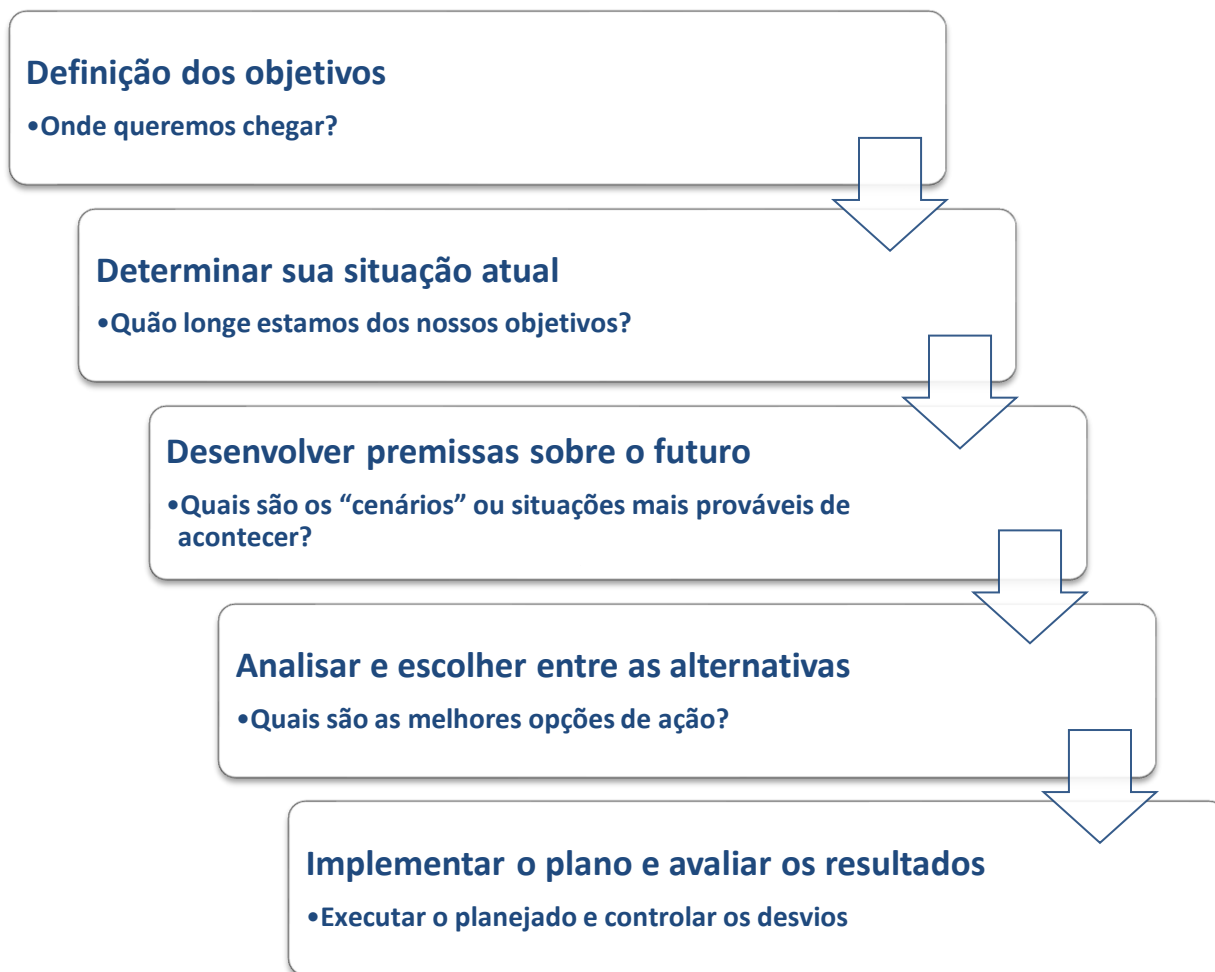 Definição dos objetivos
•Onde queremos chegar?
Determinar sua situação atual
•Quão longe estamos dos nossos objetivos?
Desenvolver premissas sobre o futuro
•Quais são os “cenários” ou situações mais prováveis de
acontecer?
Analisar e escolher entre as alternativas
•Quais são as melhores opções de ação?
Implementar o plano e avaliar os resultados
•Executar o planejado e controlar os desvios